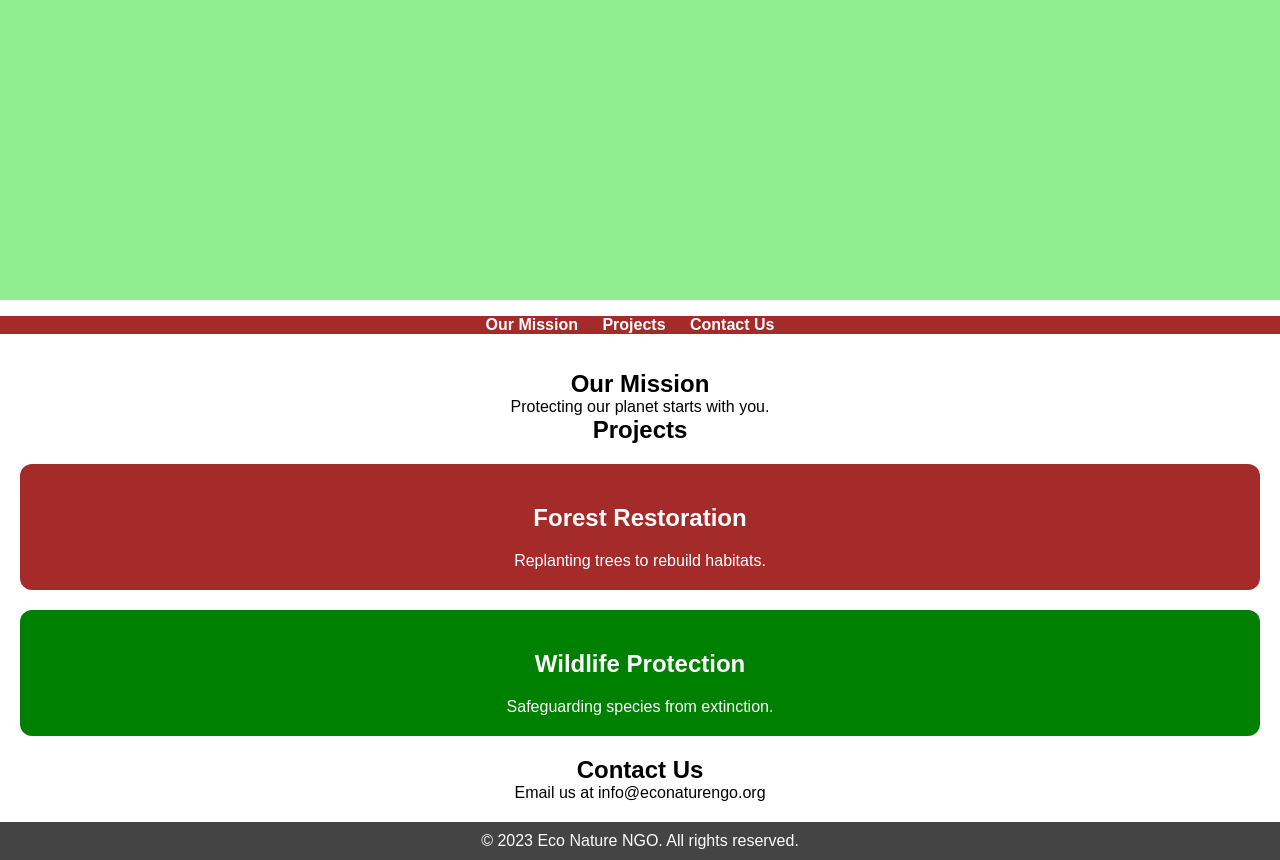 Our Mission Projects Contact Us
Our Mission
Protecting our planet starts with you.
Projects
Forest Restoration
Replanting trees to rebuild habitats.
Wildlife Protection
Safeguarding species from extinction.
Contact Us
Email us at info@econaturengo.org
© 2023 Eco Nature NGO. All rights reserved.